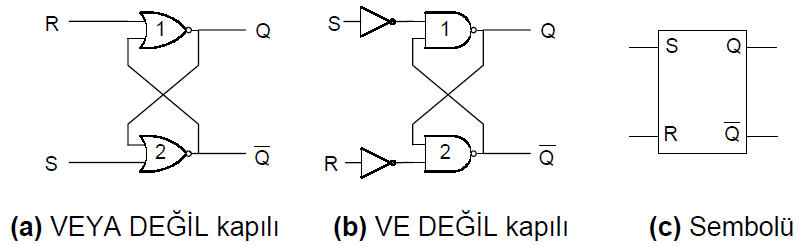 R 1 Q
S 2 Q̅
(a) VEYA DEĞİL kapılı
S 1 Q
R 2 Q̅
(b) VE DEĞİL kapılı
S Q
R Q̅
(c) Sembolü